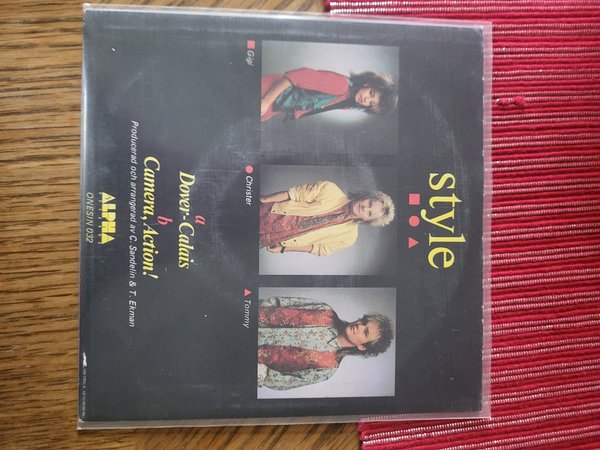 style
Gigi
Christer
Tommy
a
Dover-Calais
b
Camera, Action!
Producerad och arrangerad av C. Sandelin & T. Ekman
ALPHA
ONESIN 032